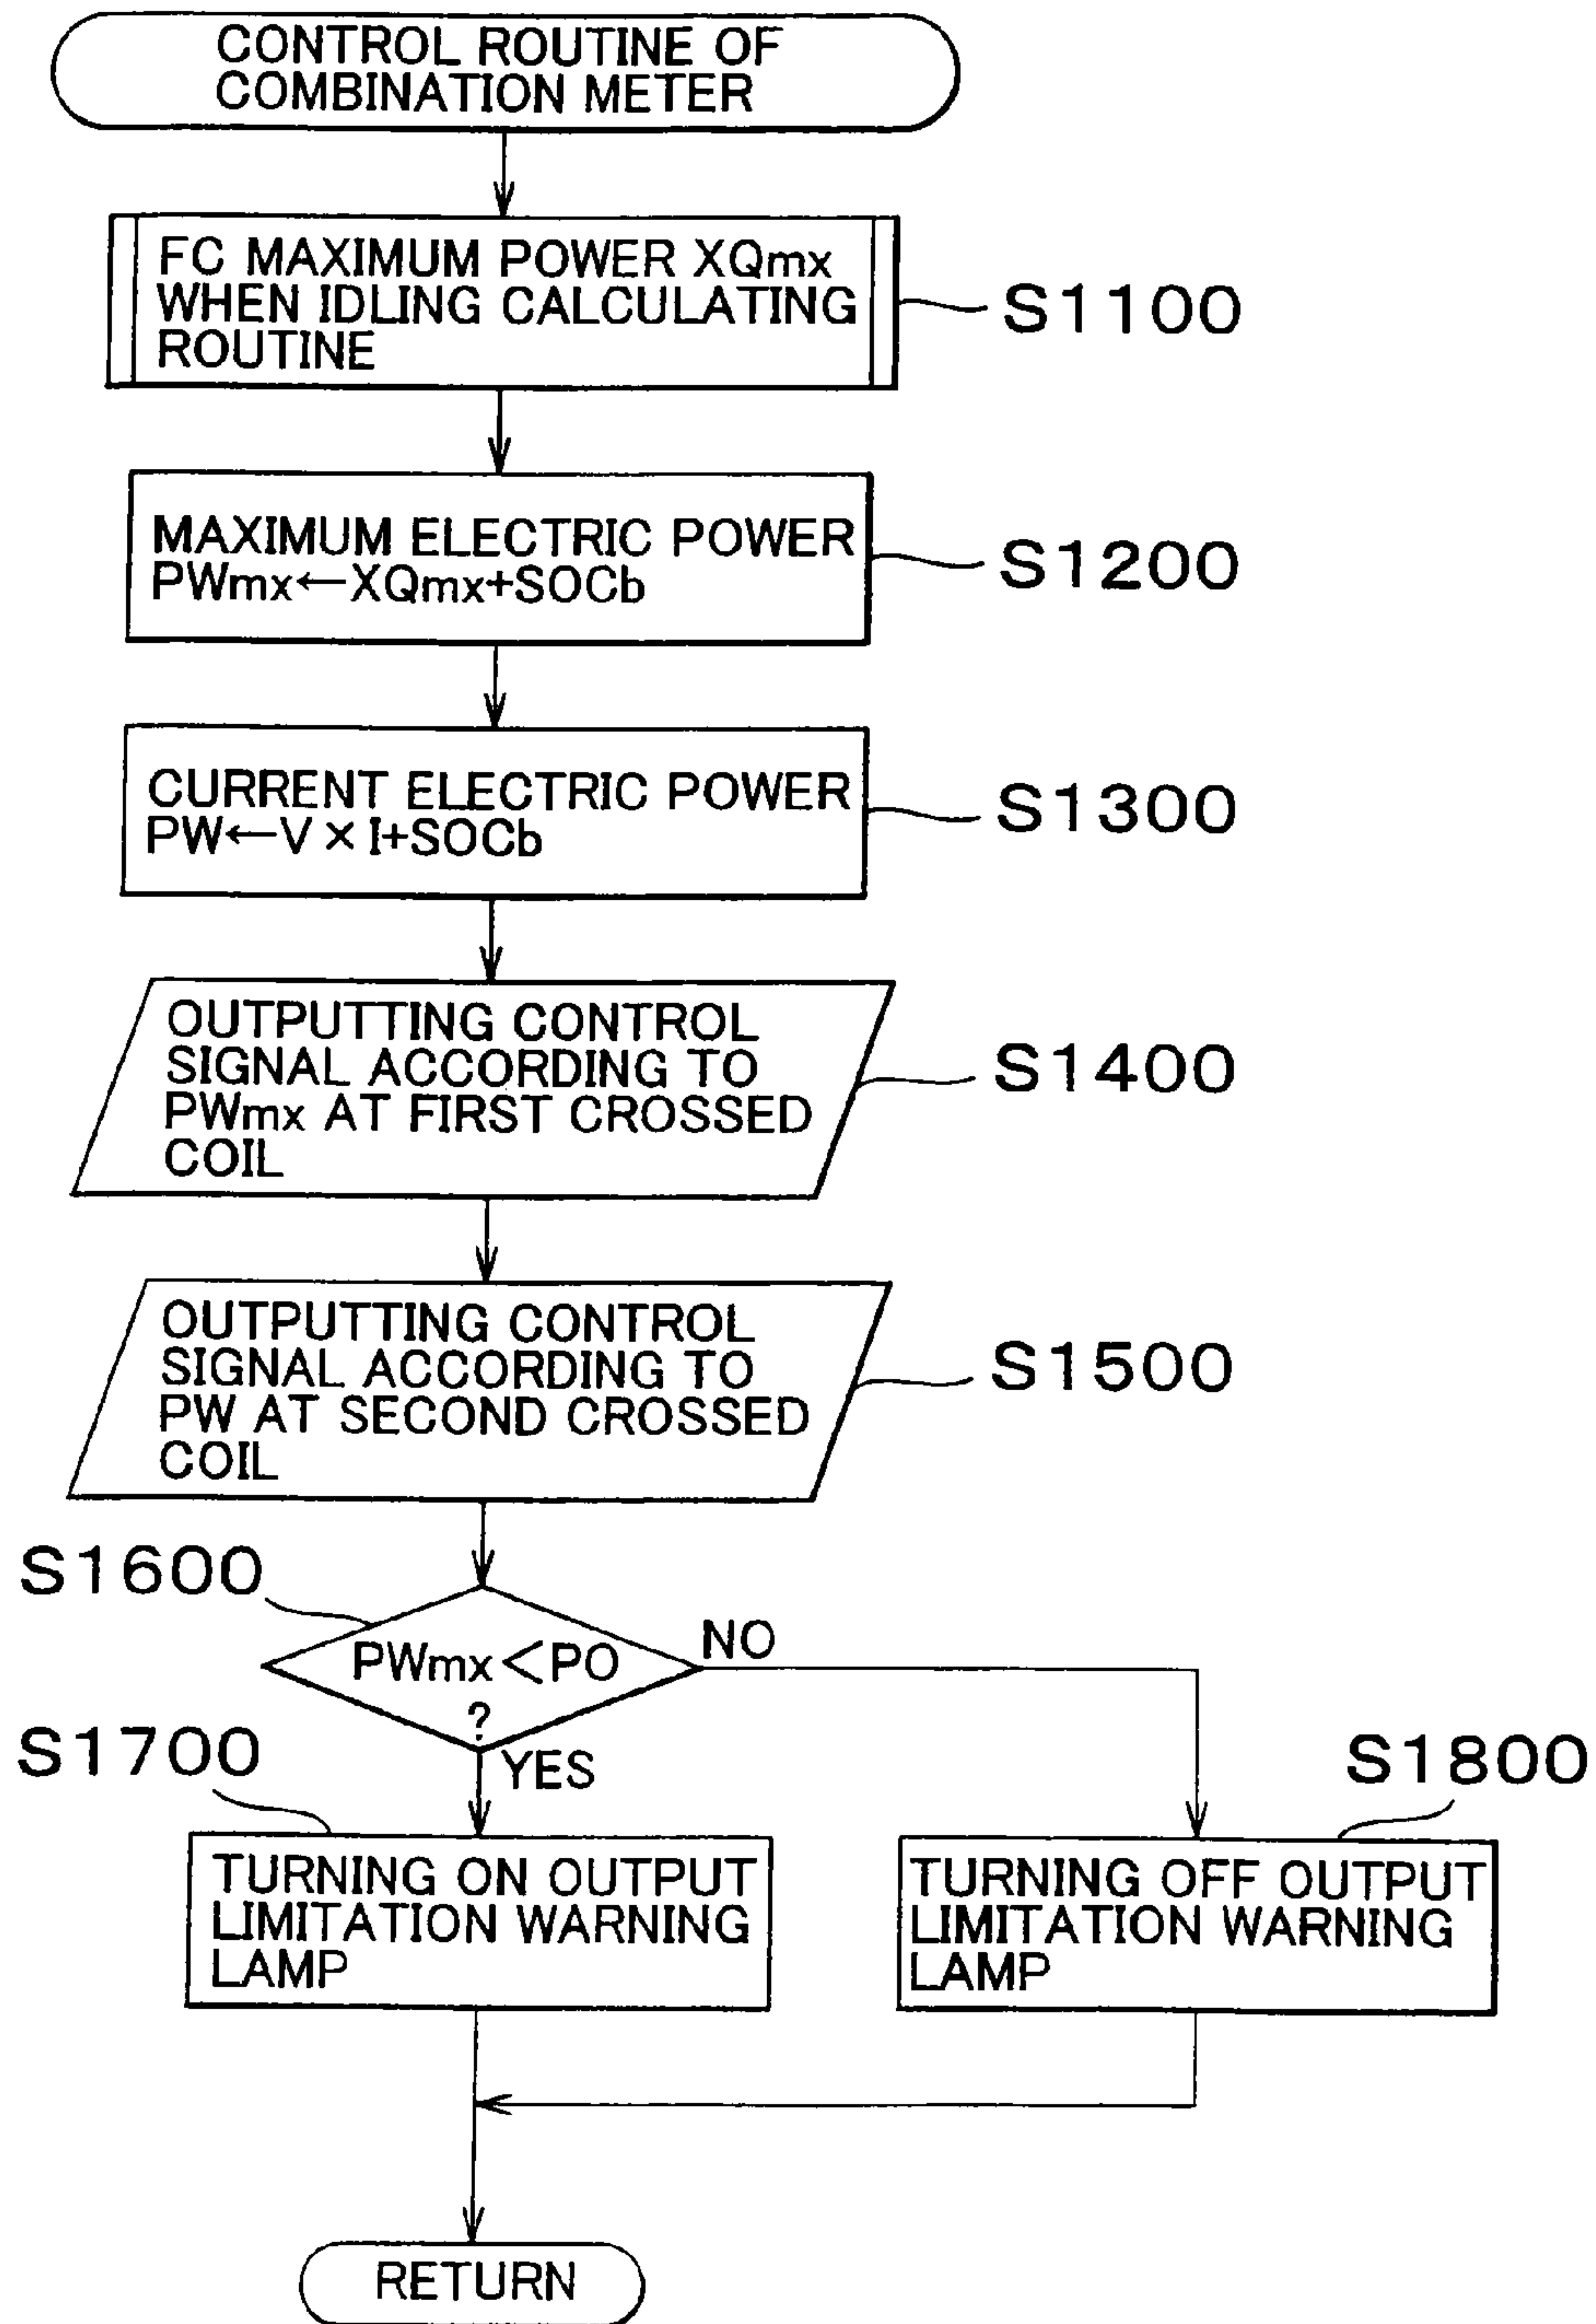 CONTROL ROUTINE OF
COMBINATION METER
FC MAXIMUM POWER XQmx
WHEN IDLING CALCULATING
ROUTINE
S1100
MAXIMUM ELECTRIC POWER
PWmx←XQmx+SOCb
S1200
CURRENT ELECTRIC POWER
PW←V×I+SOCb
S1300
OUTPUTTING CONTROL
SIGNAL ACCORDING TO
PWmx AT FIRST CROSSED
COIL
S1400
OUTPUTTING CONTROL
SIGNAL ACCORDING TO
PW AT SECOND CROSSED
COIL
S1500
S1600
PWmx<PO
?
NO
YES
S1700
TURNING ON OUTPUT
LIMITATION WARNING
LAMP
S1800
TURNING OFF OUTPUT
LIMITATION WARNING
LAMP
RETURN